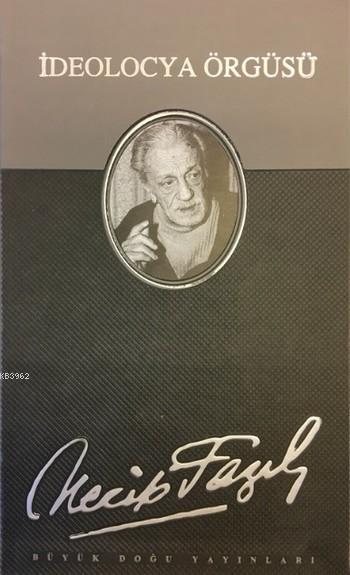 İDEOLOCYA ÖRGÜSÜ
KB3962
Necip Fazıl
BÜYÜK DOĞU YAYINLARI